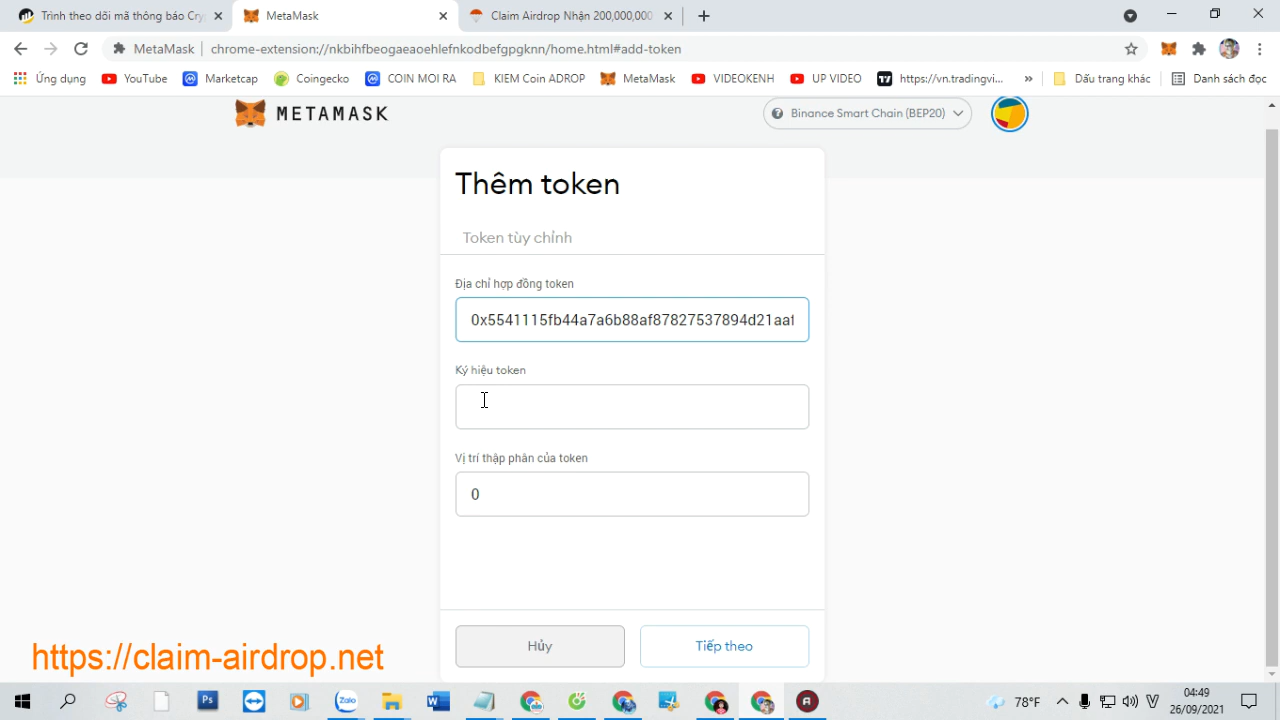 Trình theo dõi mã thông báo Cry
MetaMask
Claim Airdrop Nhận 200,000,000
MetaMask
chrome-extension://nkbihfbeogaeaoehlefnkodbefgpgknn/home.html#add-token
Ứng dụng
YouTube
Marketcap
Coingecko
COIN MOI RA
KIEM Coin ADROP
MetaMask
VIDEOKENH
UP VIDEO
https://vn.tradingvi...
»
Dấu trang khác
Danh sách đọc
METAMASK
Binance Smart Chain (BEP20)
Thêm token
Token tùy chỉnh
Địa chỉ hợp đồng token
0x5541115fb44a7a6b88af87827537894d21aaf
Ký hiệu token
Vị trí thập phân của token
0
Hủy
Tiếp theo
https://claim-airdrop.net
78°F
04:49
26/09/2021